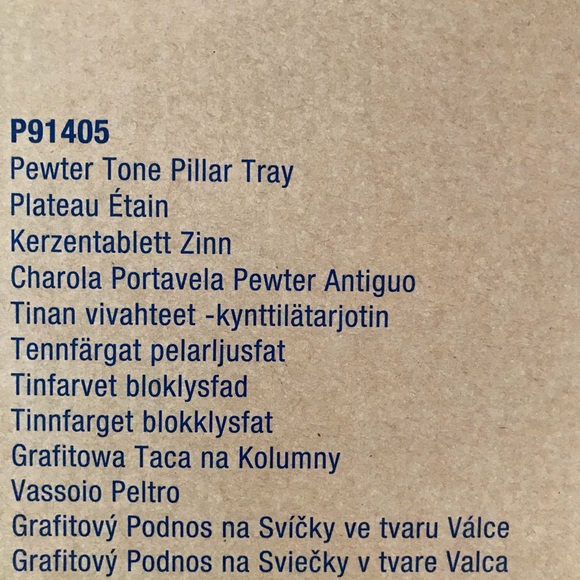 P91405
Pewter Tone Pillar Tray
Plateau Étain
Kerzentablett Zinn
Charola Portavela Pewter Antiguo
Tinan vivahteet -kynttilätarjotin
Tennfärgat pelarljusfat
Tinfarvet bloklysfad
Tinnfarget blokklysfat
Grafitowa Taca na Kolumny
Vassoio Peltro
Grafitový Podnos na Svíčky ve tvaru Válce
Grafitový Podnos na Sviečky v tvare Valca